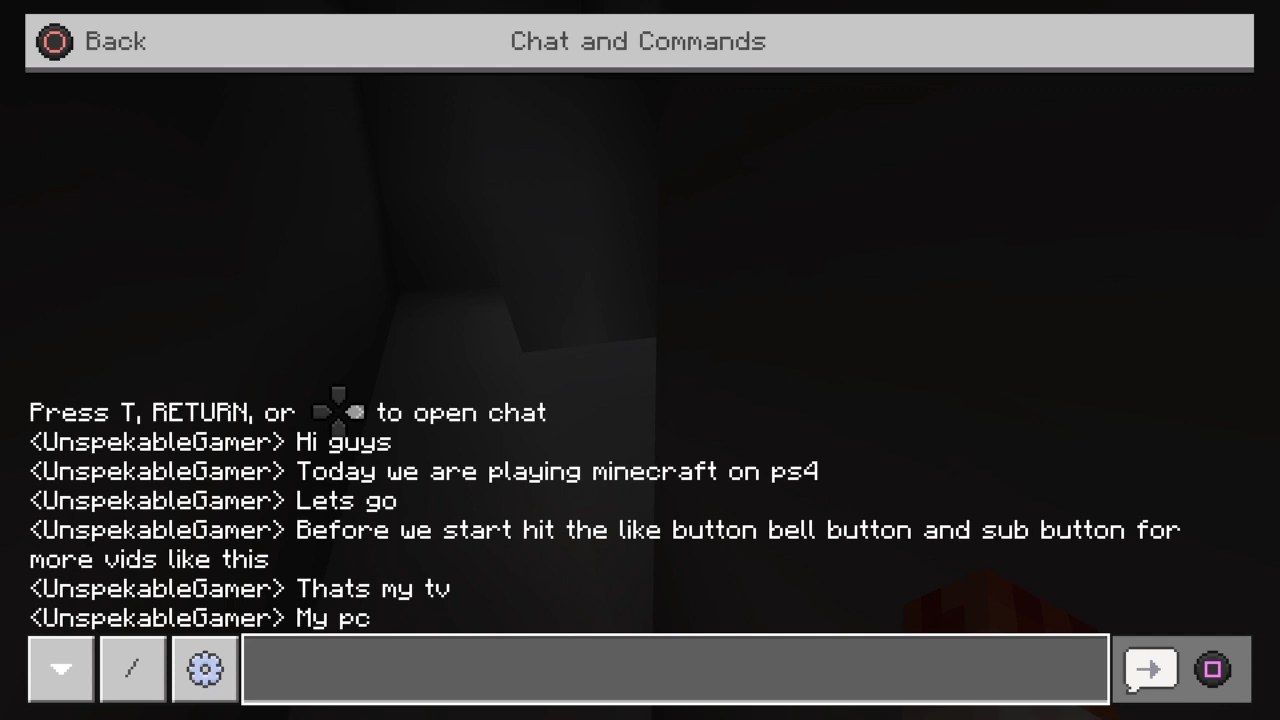 Back
Chat and Commands
Press T, RETURN, or to open chat
<UnspekableGamer> Hi guys
<UnspekableGamer> Today we are playing minecraft on ps4
<UnspekableGamer> Lets go
<UnspekableGamer> Before we start hit the like button bell button and sub button for
more vids like this
<UnspekableGamer> Thats my tv
<UnspekableGamer> My pc
/